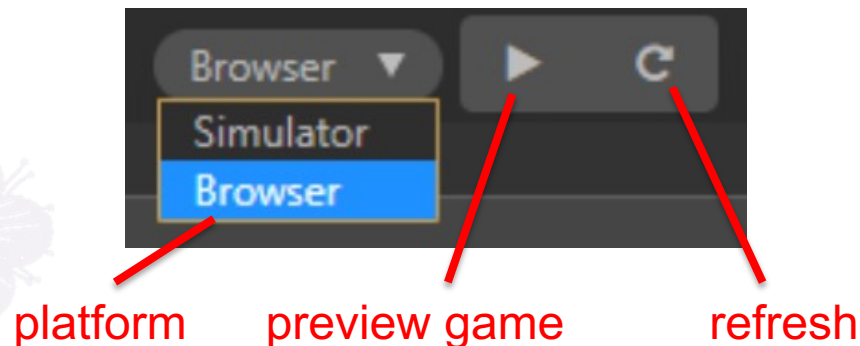 Browser
Simulator
Browser
platform preview game refresh